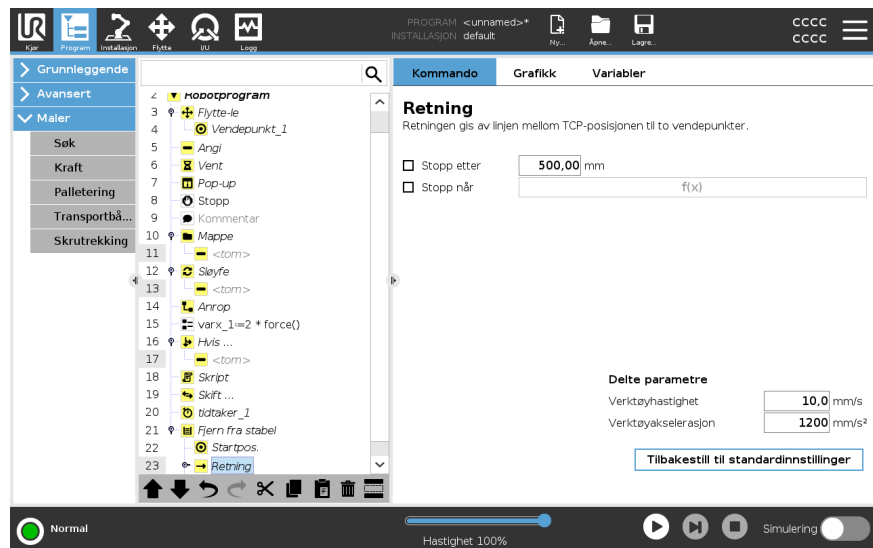 PROGRAM <unnamed>*
INSTALLASJON default
CCCC
CCCC
Kjør
Program
Installasjon
Flytte
I/U
Logg
Ny...
Åpne...
Lagre...
Grunnleggende
Avansert
Maler
Søk
Kraft
Palletering
Transportbå...
Skrutrekking
2 Robotprogram
3 Flytte-le
4 Vendepunkt_1
5 Angi
6 Vent
7 Pop-up
8 Stopp
9 Kommentar
10 Mappe
11 <tom>
12 Sløyfe
13 <tom>
14 Anrop
15 varx_1:=2 * force()
16 Hvis ...
17 <tom>
18 Skript
19 Skift ...
20 tidtaker_1
21 Fjern fra stabel
22 Startpos.
23 Retning
Kommando
Grafikk
Variabler
Retning
Retningen gis av linjen mellom TCP-posisjonen til to vendepunkter.
Stopp etter 500,00 mm
Stopp når f(x)
Delte parametre
Verktøyhastighet 10,0 mm/s
Verktøyakselerasjon 1200 mm/s²
Tilbakestill til standardinnstillinger
Normal
Hastighet 100%
Simulering